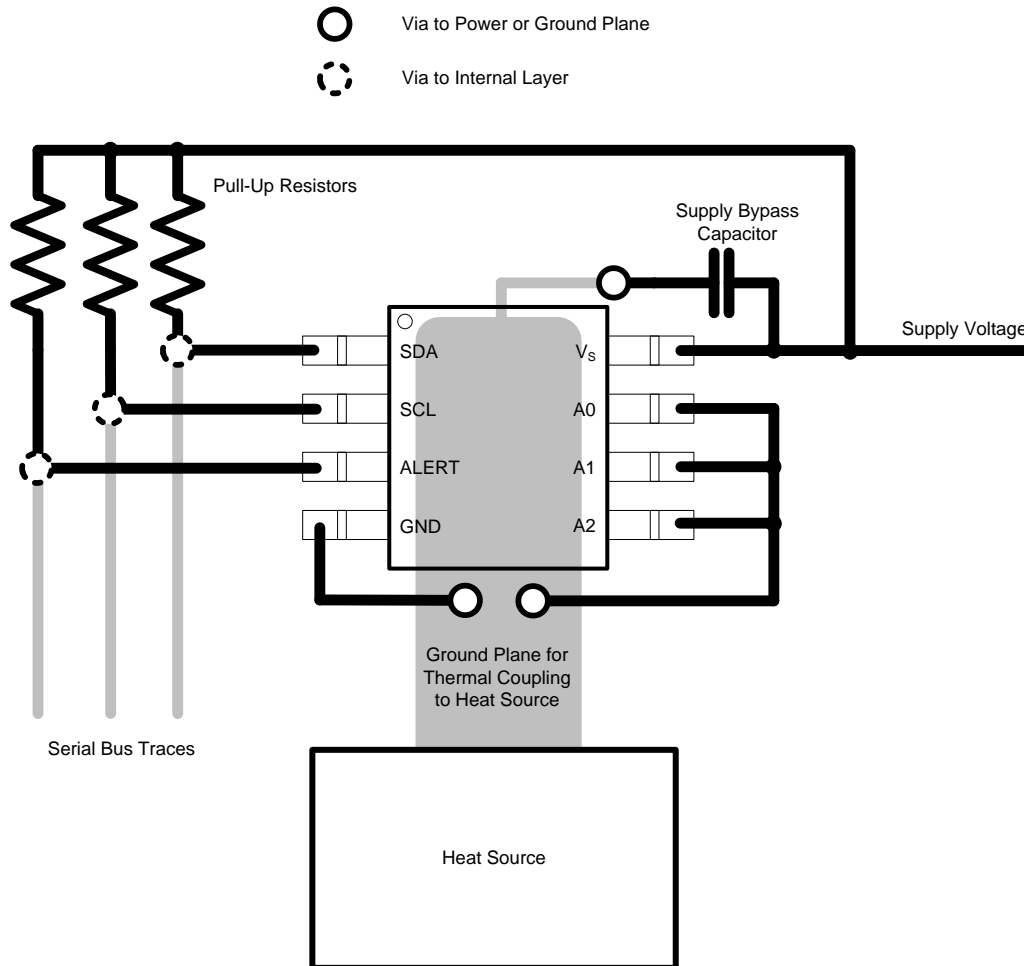 Via to Power or Ground Plane
Via to Internal Layer
Pull-Up Resistors
Supply Bypass
Capacitor
Supply Voltage
SDA
VS
SCL
A0
ALERT
A1
GND
A2
Ground Plane for
Thermal Coupling
to Heat Source
Serial Bus Traces
Heat Source